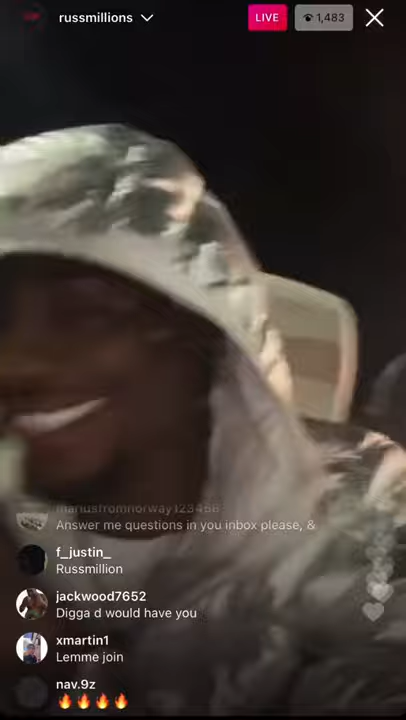 russmillions
LIVE
1,483
mariusfromnorway123456
Answer me questions in you inbox please, &
f_justin_
Russmillion
jackwood7652
Digga d would have you
xmartin1
Lemme join
nav.9z
🔥🔥🔥🔥